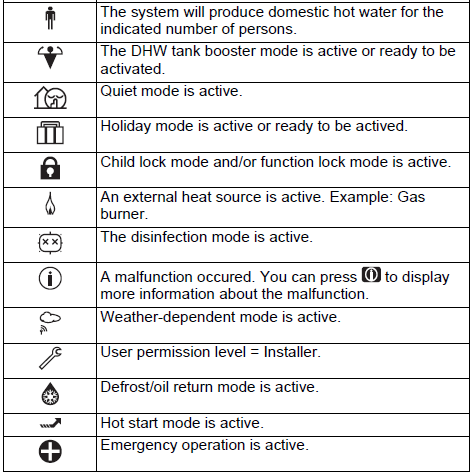 The system will produce domestic hot water for the
indicated number of persons.
The DHW tank booster mode is active or ready to be
activated.
Quiet mode is active.
Holiday mode is active or ready to be actived.
Child lock mode and/or function lock mode is active.
An external heat source is active. Example: Gas
burner.
The disinfection mode is active.
A malfunction occured. You can press to display
more information about the malfunction.
Weather-dependent mode is active.
User permission level = Installer.
Defrost/oil return mode is active.
Hot start mode is active.
Emergency operation is active.